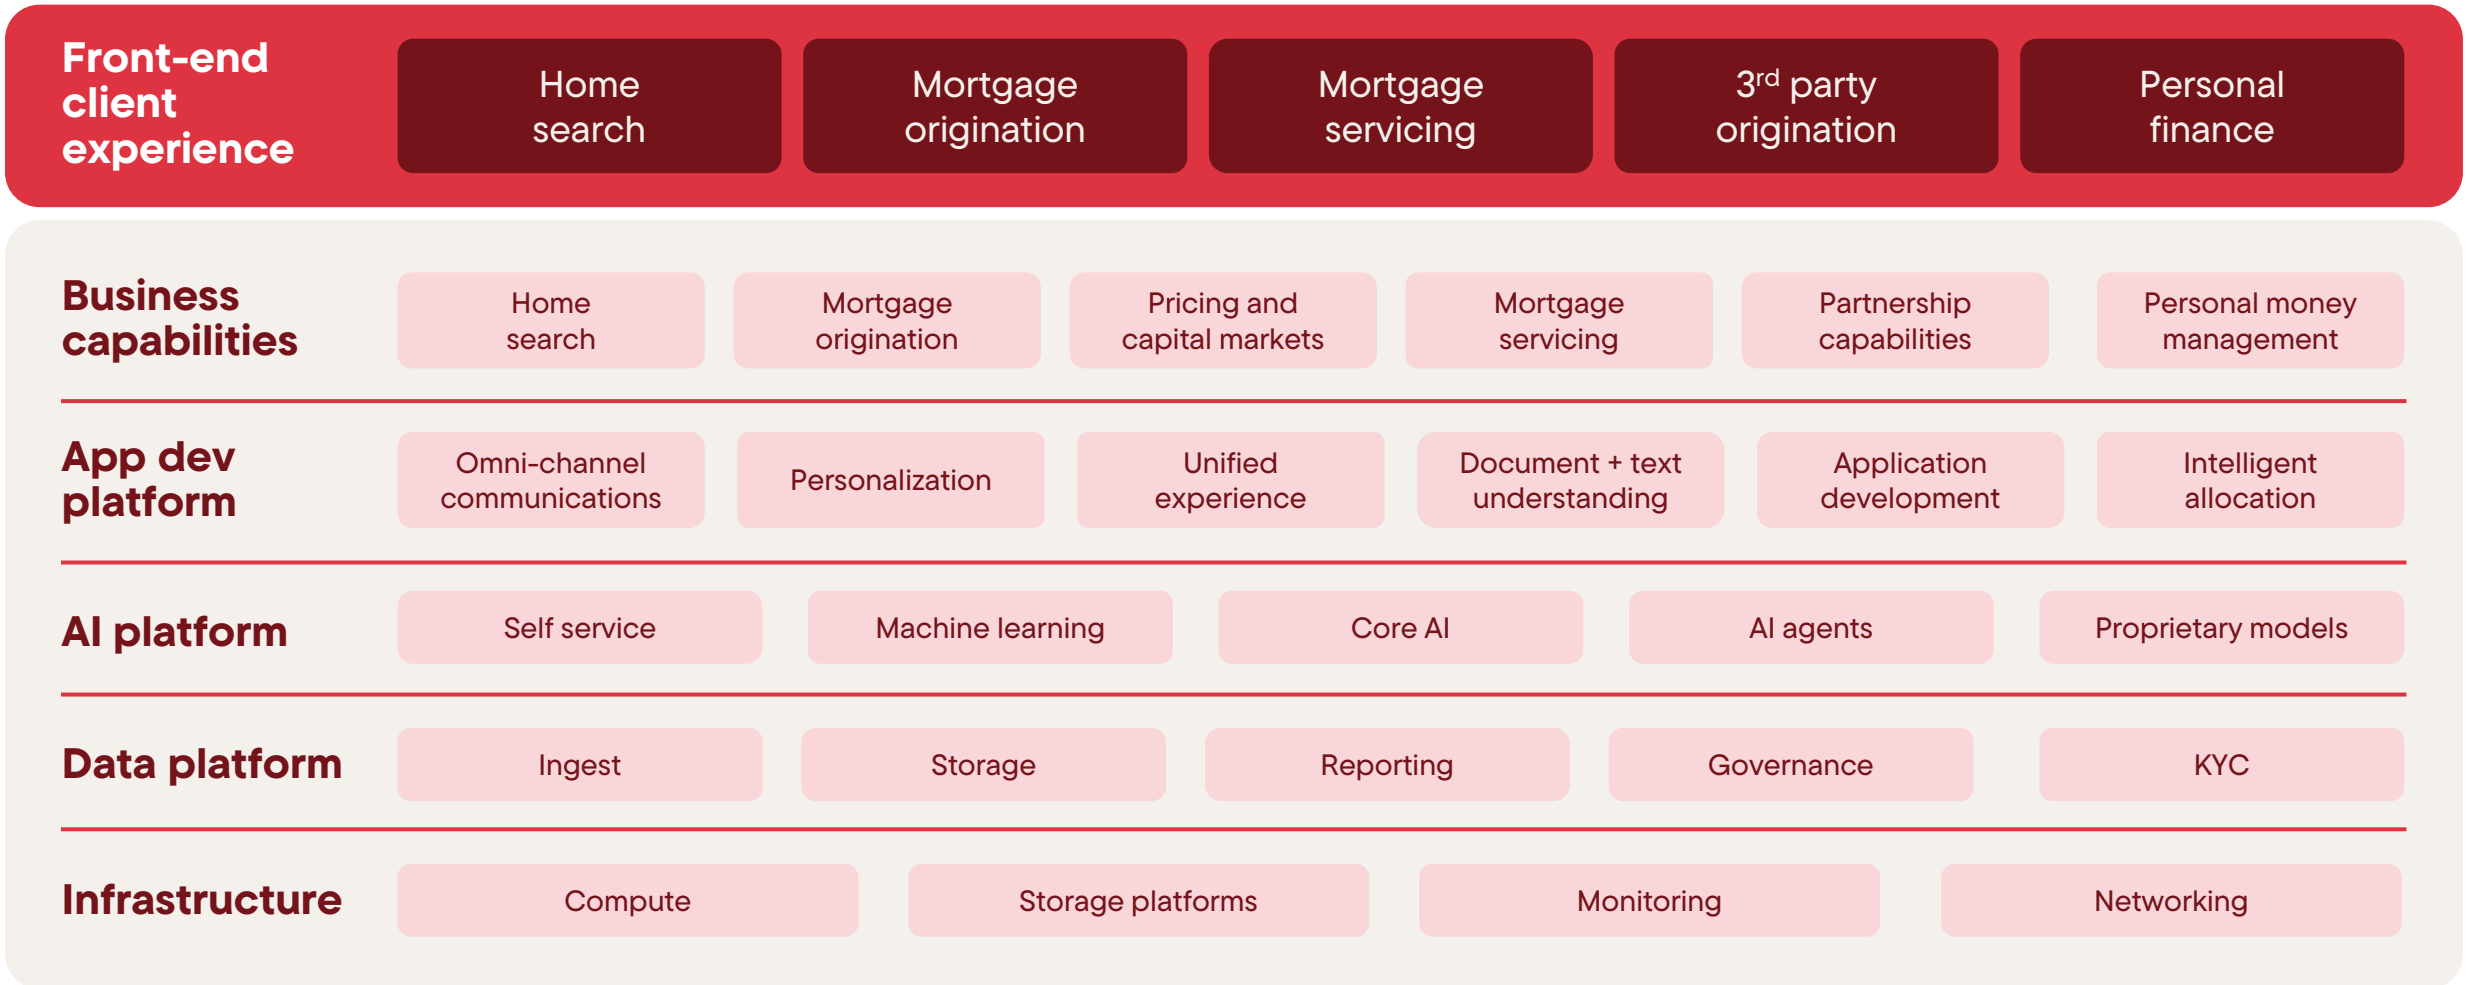 Front-end
client
experience
Home
search
Mortgage
origination
Mortgage
servicing
3rd party
origination
Personal
finance
Business
capabilities
Home
search
Mortgage
origination
Pricing and
capital markets
Mortgage
servicing
Partnership
capabilities
Personal money
management
App dev
platform
Omni-channel
communications
Personalization
Unified
experience
Document + text
understanding
Application
development
Intelligent
allocation
AI platform
Self service
Machine learning
Core AI
AI agents
Proprietary models
Data platform
Ingest
Storage
Reporting
Governance
KYC
Infrastructure
Compute
Storage platforms
Monitoring
Networking